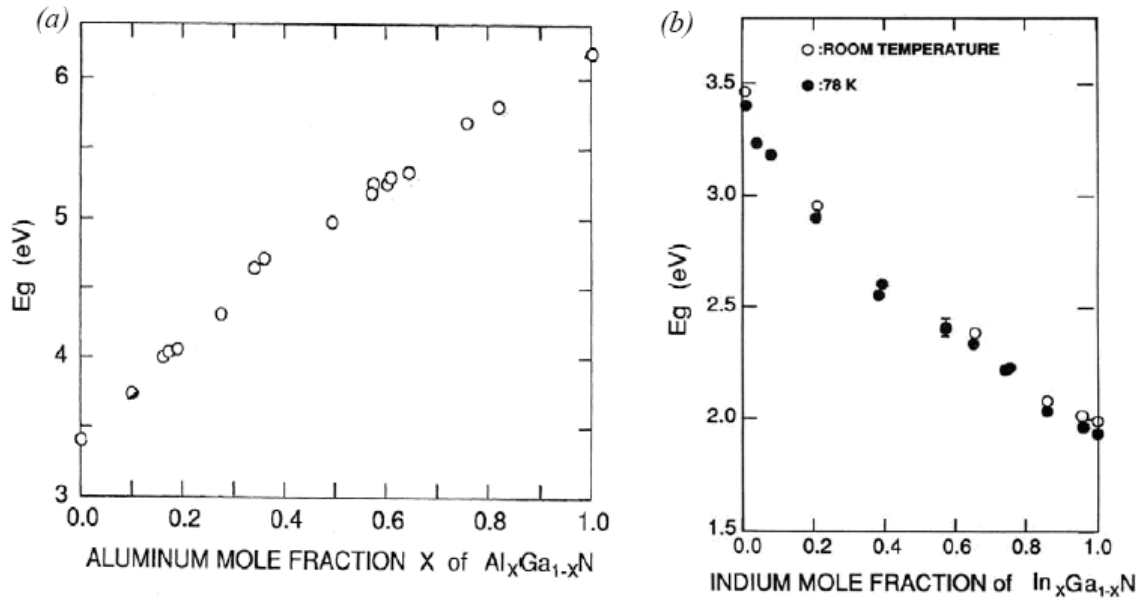 (a)
6
5
4
3
Eg (eV)
0.0 0.2 0.4 0.6 0.8 1.0
ALUMINUM MOLE FRACTION X of AlXGa1-XN
(b)
○ :ROOM TEMPERATURE
● :78 K
3.5
3.0
2.5
2.0
1.5
Eg (eV)
0.0 0.2 0.4 0.6 0.8 1.0
INDIUM MOLE FRACTION of InXGa1-XN